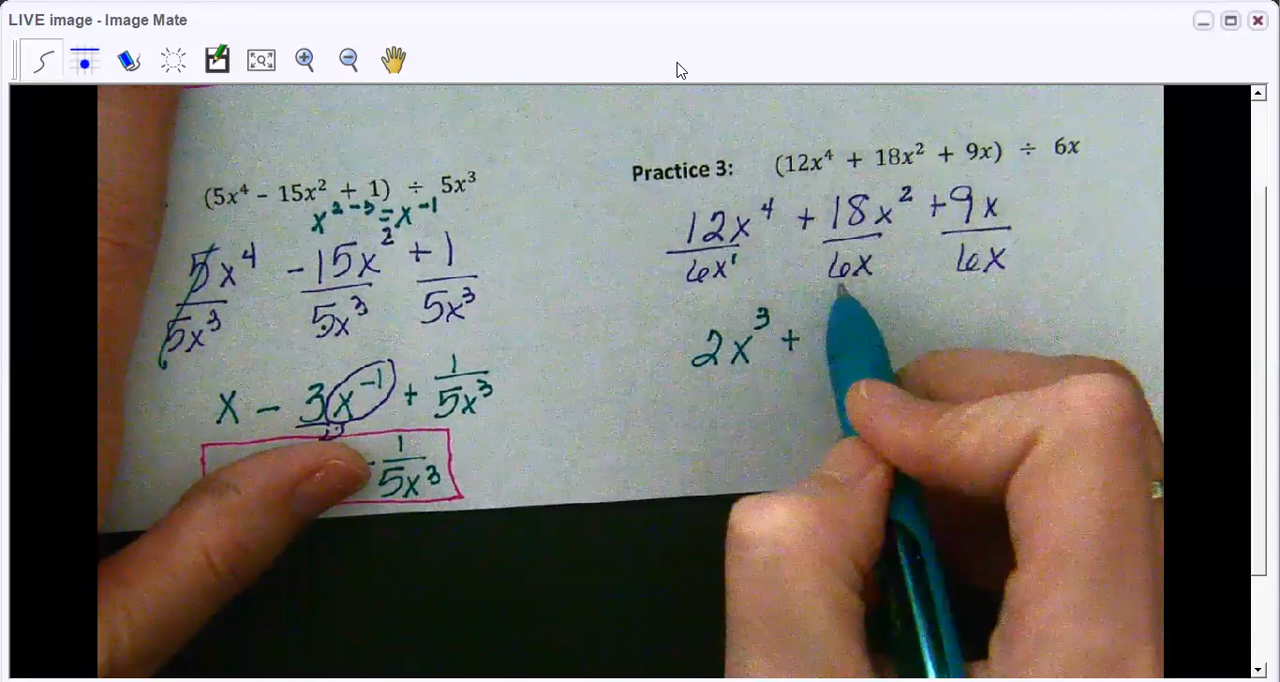 LIVE image - Image Mate
(5x⁴ - 15x² + 1) ÷ 5x³
x²⁻³ = x⁻¹
5x⁴ -15x² +1
5x³ 5x³ 5x³
x - 3x⁻¹ + 1/5x³
1/5x³
Practice 3: (12x⁴ + 18x² + 9x) ÷ 6x
12x⁴ + 18x² + 9x
6x¹ 6x 6x
2x³ +